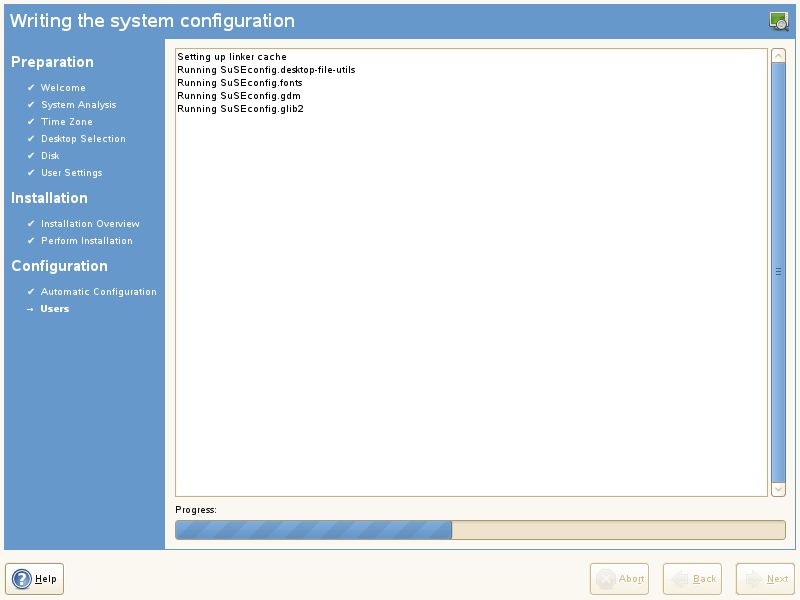 Writing the system configuration
Preparation
✔ Welcome
✔ System Analysis
✔ Time Zone
✔ Desktop Selection
✔ Disk
✔ User Settings
Installation
✔ Installation Overview
✔ Perform Installation
Configuration
✔ Automatic Configuration
→ Users
Setting up linker cache
Running SuSEconfig.desktop-file-utils
Running SuSEconfig.fonts
Running SuSEconfig.gdm
Running SuSEconfig.glib2
Progress:
Help
Abort
Back
Next